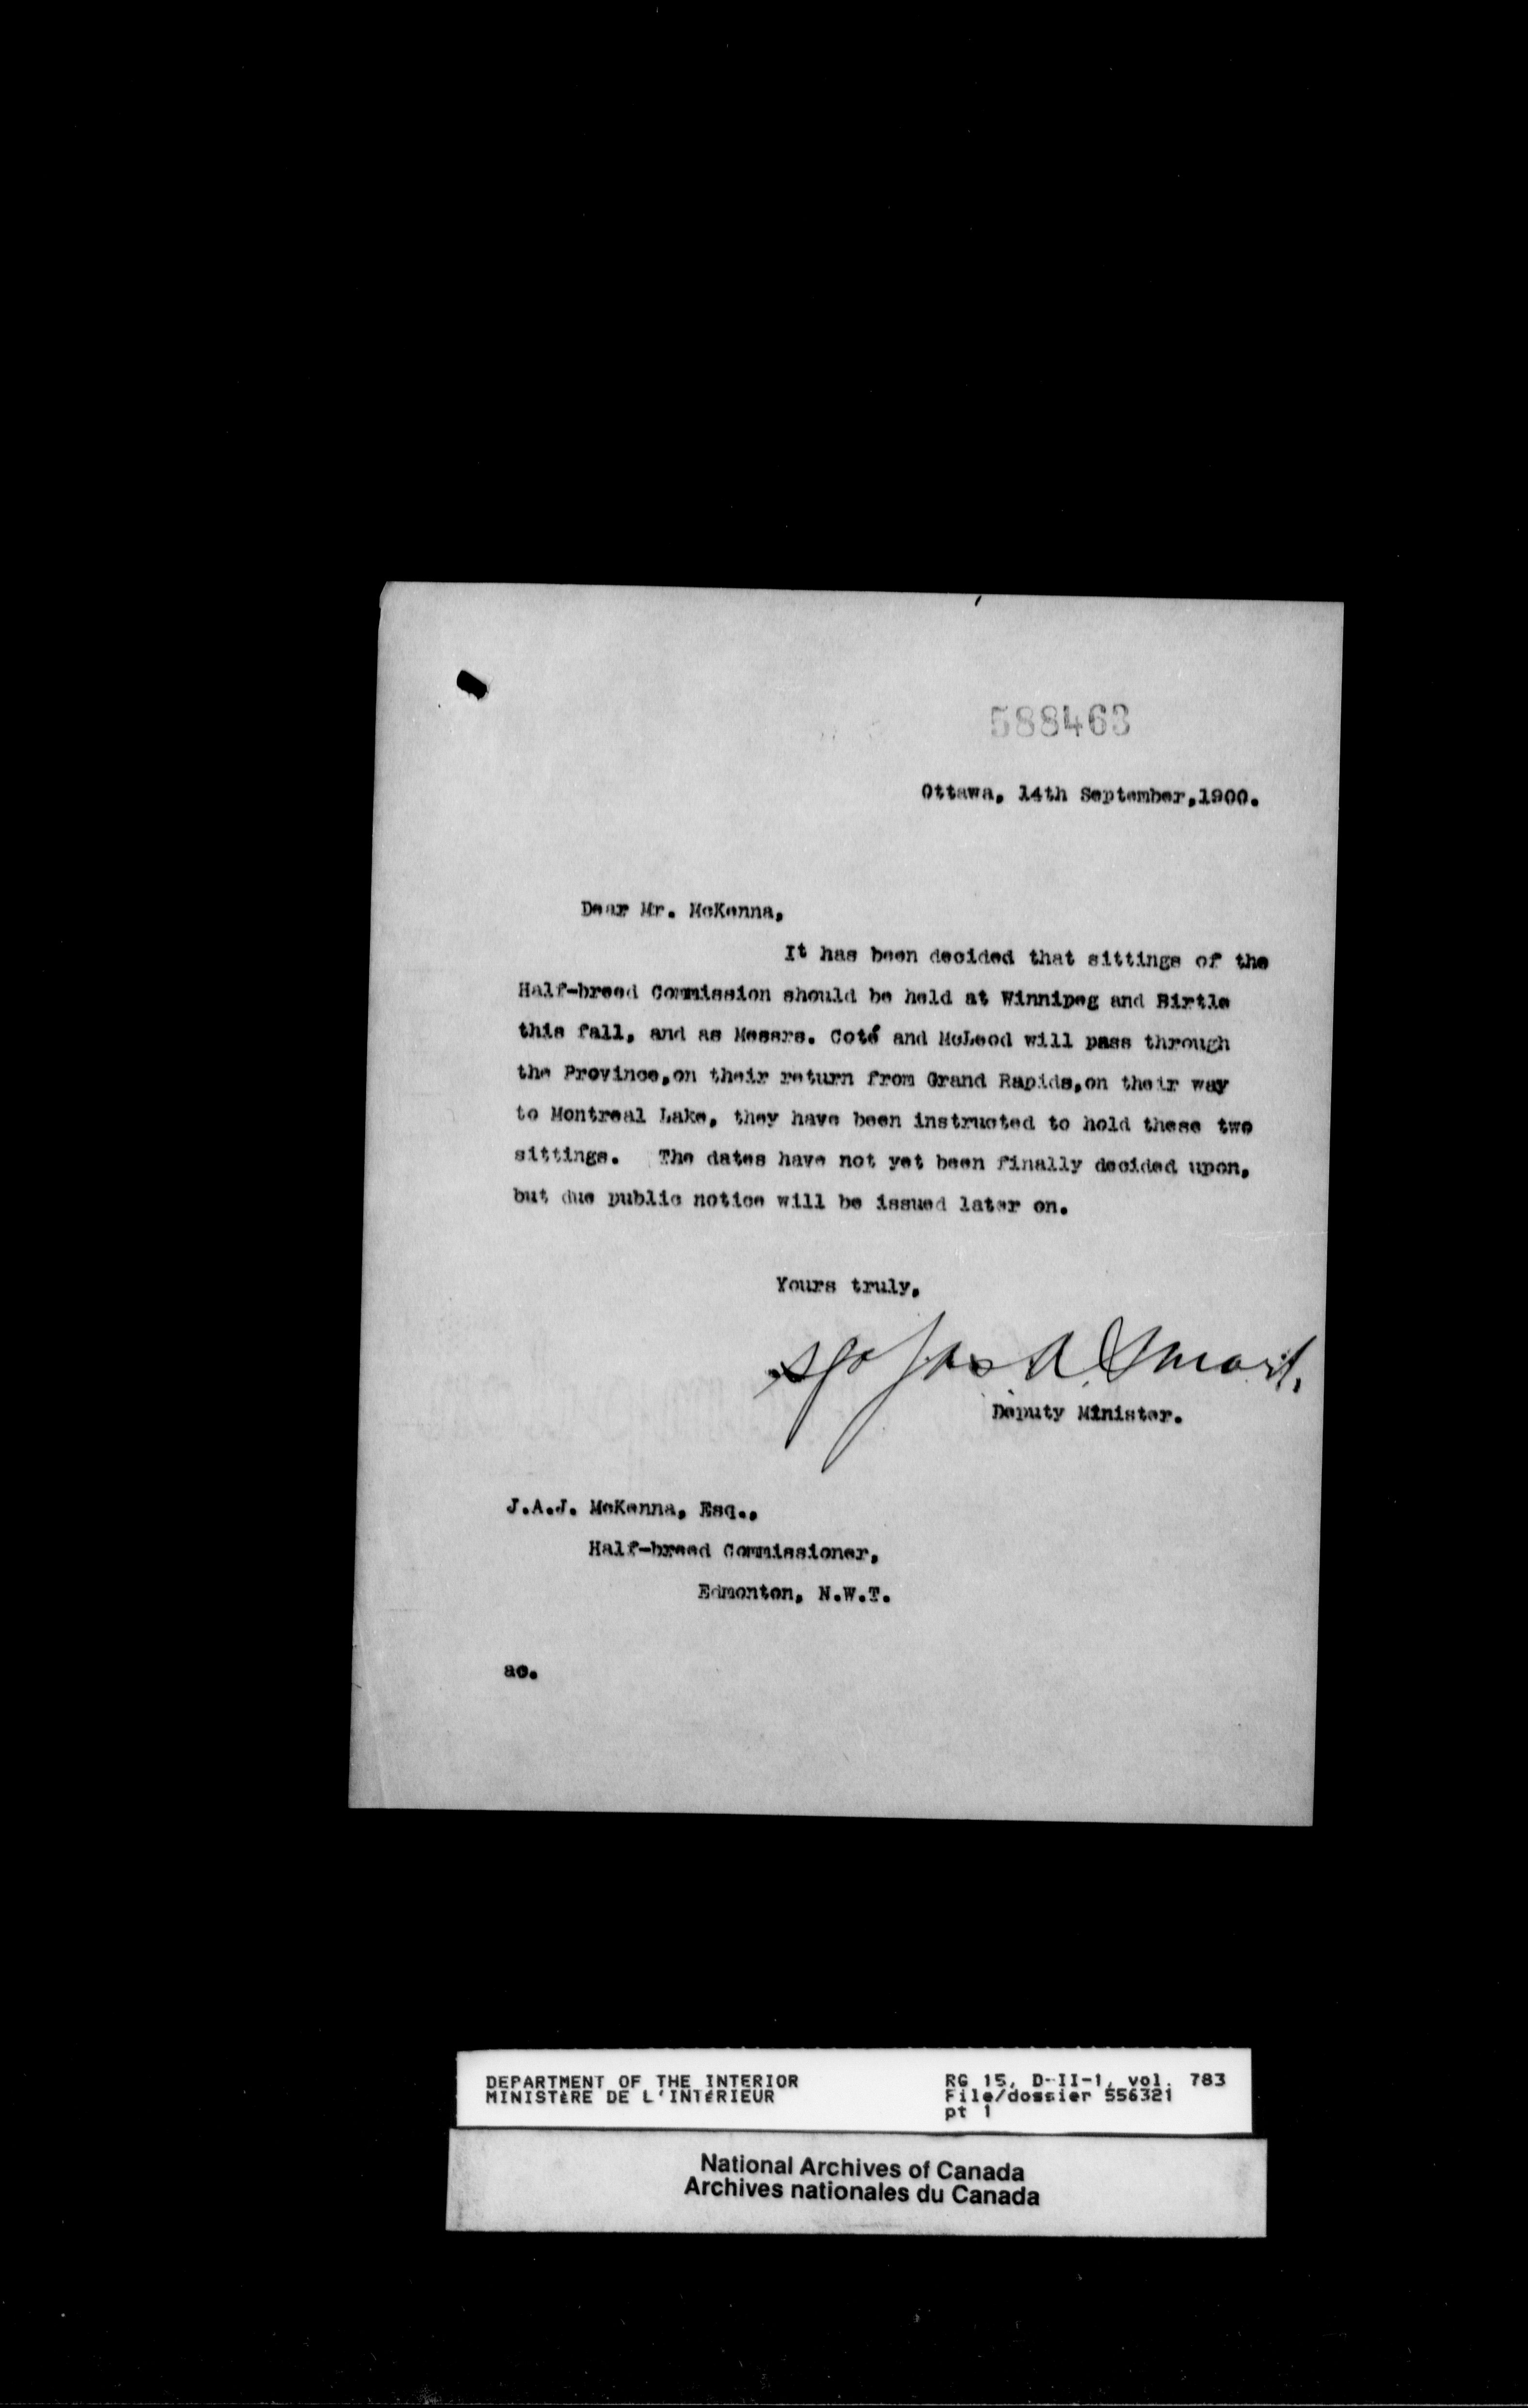 588463
Ottawa, 14th September,1900.
Dear Mr. McKenna,
It has been decided that sittings of the
Half-breed Commission should be held at Winnipeg and Birtle
this fall, and as Messrs. Coté and McLeod will pass through
the Province,on their return from Grand Rapids,on their way
to Montreal Lake, they have been instructed to hold these two
sittings. The dates have not yet been finally decided upon,
but due public notice will be issued later on.
Yours truly,
sgd Jas A Smart,
Deputy Minister.
J.A.J. McKenna, Esq.,
Half-breed Commissioner,
Edmonton, N.W.T.
ac.
DEPARTMENT OF THE INTERIOR
MINISTÈRE DE L'INTÉRIEUR
RG 15, D-II-1, vol. 783
File/dossier 556321
pt 1
National Archives of Canada
Archives nationales du Canada